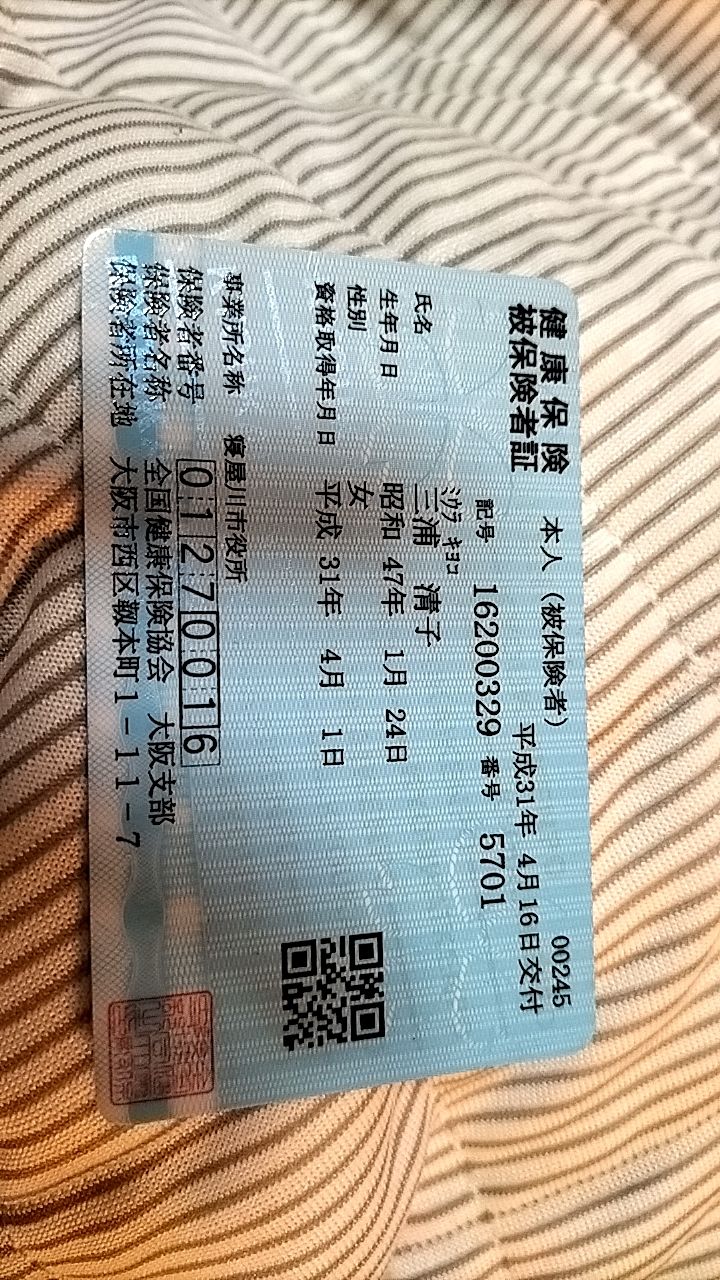 健康保険 本人（被保険者） 00245
被保険者証 平成31年 4月16日交付
記号 16200329 番号 5701
ﾐｳﾗ ｷﾖｺ
氏名 三浦 清子
生年月日 昭和 47年 1月 24日
性別 女
資格取得年月日 平成 31年 4月 1日
事業所名称 寝屋川市役所
保険者番号 01270016
保険者名称 全国健康保険協会 大阪支部
保険者所在地 大阪市西区靱本町1-11-7